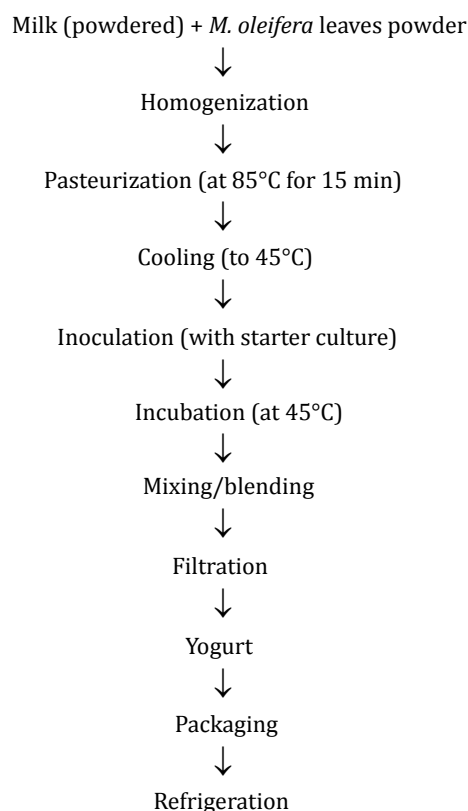 Milk (powdered) + M. oleifera leaves powder
↓
Homogenization
↓
Pasteurization (at 85°C for 15 min)
↓
Cooling (to 45°C)
↓
Inoculation (with starter culture)
↓
Incubation (at 45°C)
↓
Mixing/blending
↓
Filtration
↓
Yogurt
↓
Packaging
↓
Refrigeration